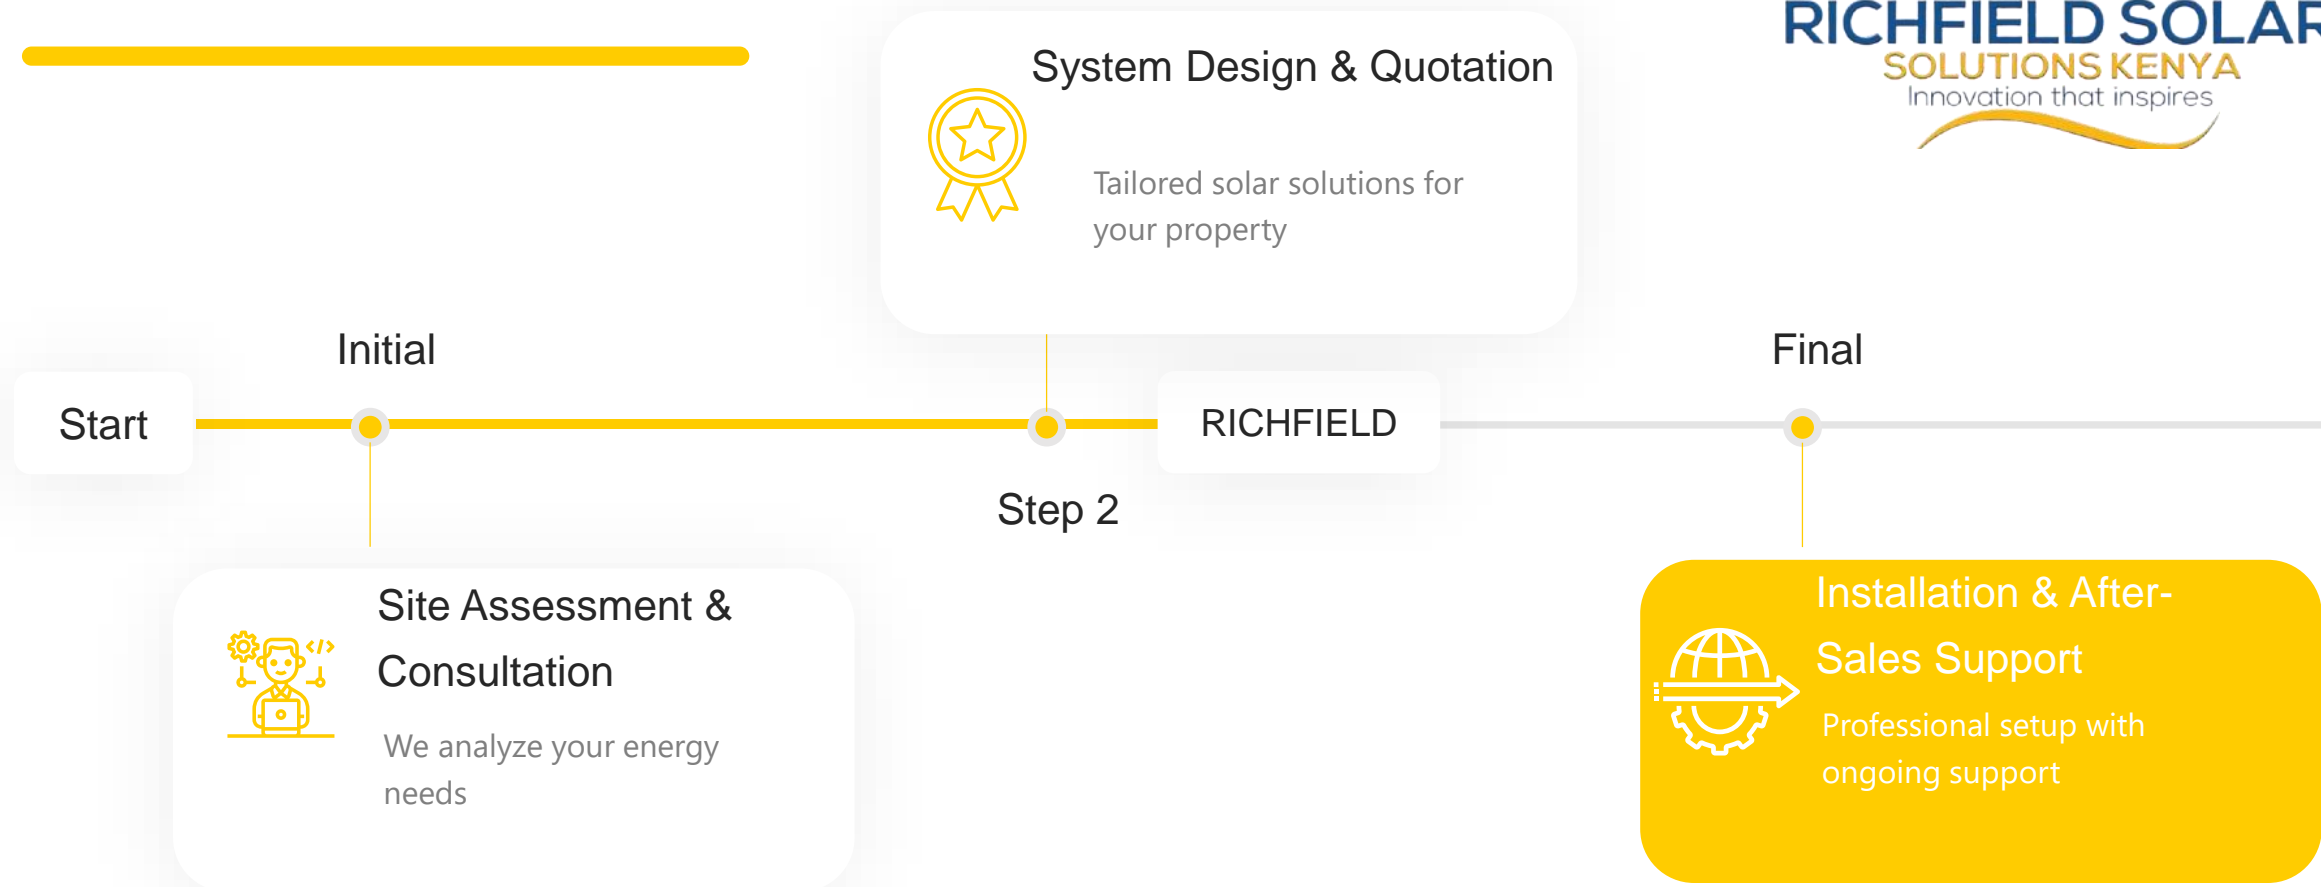 RICHFIELD SOLAR
SOLUTIONS KENYA
Innovation that inspires
System Design & Quotation
Tailored solar solutions for
your property
Initial
Final
Start
RICHFIELD
Step 2
Site Assessment &
Consultation
We analyze your energy
needs
Installation & After-
Sales Support
Professional setup with
ongoing support